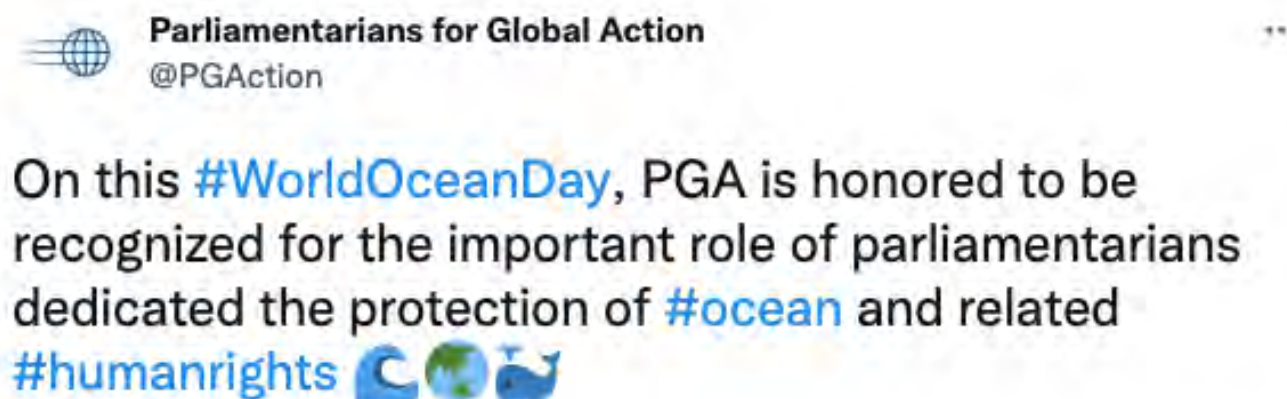 Parliamentarians for Global Action
@PGAction
On this #WorldOceanDay, PGA is honored to be
recognized for the important role of parliamentarians
dedicated the protection of #ocean and related
#humanrights 🌊🌏🐳